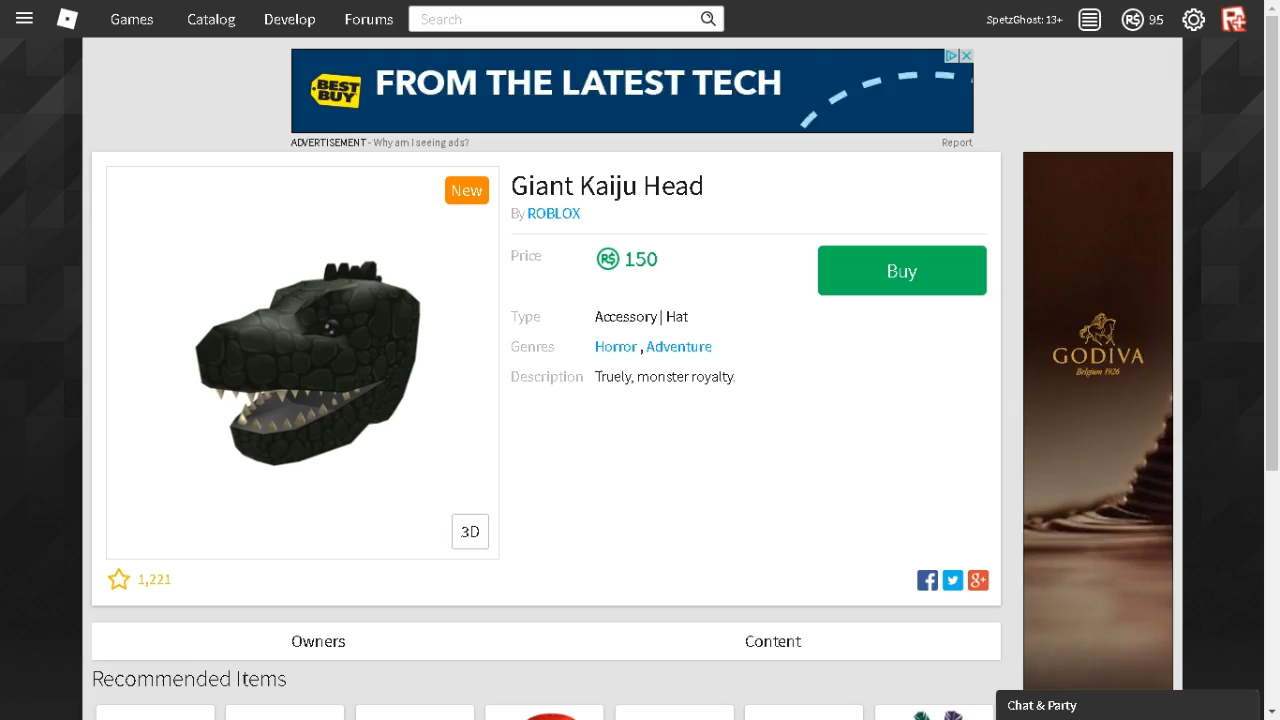 Games Catalog Develop Forums Search SpetzGhost: 13+ R$ 95 R+
BEST BUY FROM THE LATEST TECH
ADVERTISEMENT - Why am I seeing ads? Report
New
Giant Kaiju Head
By ROBLOX
Price R$ 150 Buy
Type Accessory | Hat
Genres Horror , Adventure
Description Truely, monster royalty.
GODIVA
Belgium 1926
3D
1,221
f g+
Owners Content
Recommended Items
Chat & Party